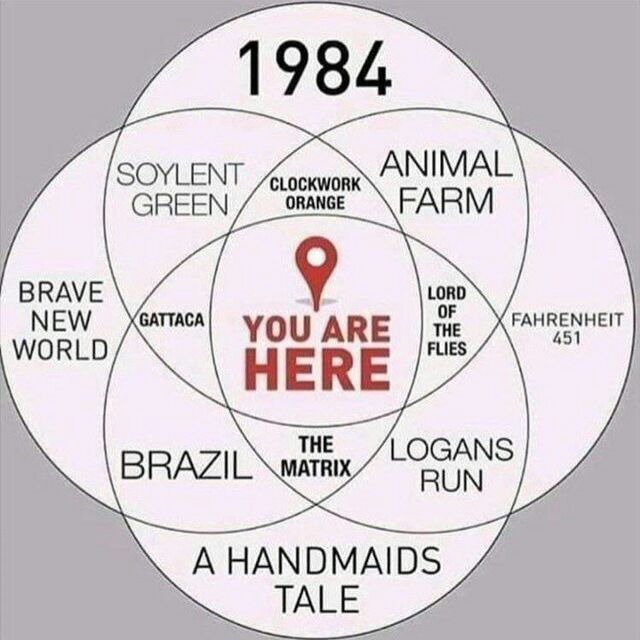 1984
SOYLENT
GREEN
CLOCKWORK
ORANGE
ANIMAL
FARM
BRAVE
NEW
WORLD
GATTACA
YOU ARE
HERE
LORD
OF
THE
FLIES
FAHRENHEIT
451
BRAZIL
THE
MATRIX
LOGANS
RUN
A HANDMAIDS
TALE